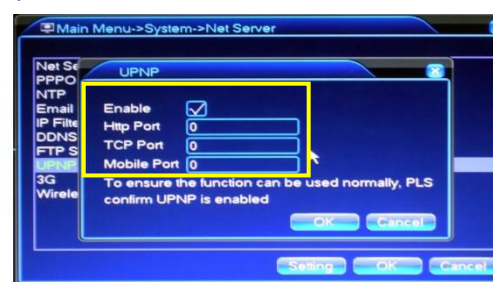 Main Menu->System->Net Server
UPNP
Net Se
PPPO
NTP
Email
IP Filte
DDNS
FTP S
UPNP
3G
Wirele
Enable
Http Port 0
TCP Port 0
Mobile Port 0
To ensure the function can be used normally, PLS
confirm UPNP is enabled
OK Cancel
Setting OK Cancel